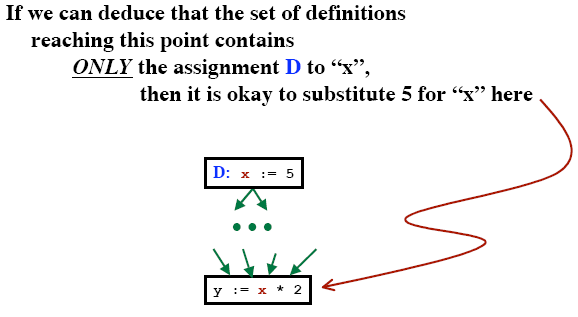 If we can deduce that the set of definitions
reaching this point contains
ONLY the assignment D to “x”,
then it is okay to substitute 5 for “x” here
D: x := 5
y := x * 2